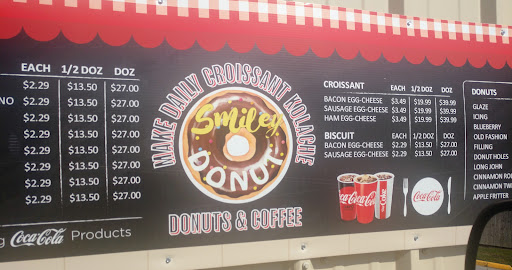 EACH 1/2 DOZ DOZ
$2.29 $13.50 $27.00
NO $2.29 $13.50 $27.00
$2.29 $13.50 $27.00
$2.29 $13.50 $27.00
$2.29 $13.50 $27.00
$2.29 $13.50 $27.00
$2.29 $13.50 $27.00
$2.29 $13.50 $27.00
g Coca-Cola Products
MAKE DAILY CROISSANT KOLACHE
Smiley
DONUT
DONUTS & COFFEE
CROISSANT EACH 1/2 DOZ DOZ
BACON EGG-CHEESE $3.49 $19.99 $39.99
SAUSAGE EGG-CHEESE $3.49 $19.99 $39.99
HAM EGG-CHEESE $3.49 $19.99 $39.99
BISCUIT EACH 1/2 DOZ DOZ
BACON EGG-CHEESE $2.29 $13.50 $27.00
SAUSAGE EGG-CHEESE $2.29 $13.50 $27.00
Coca-Cola
Coke
Coca-Cola
DONUTS
GLAZE
ICING
BLUEBERRY
OLD FASHION
FILLING
DONUT HOLES
LONG JOHN
CINNAMON ROL
CINNAMON TWI
APPLE FRITTER